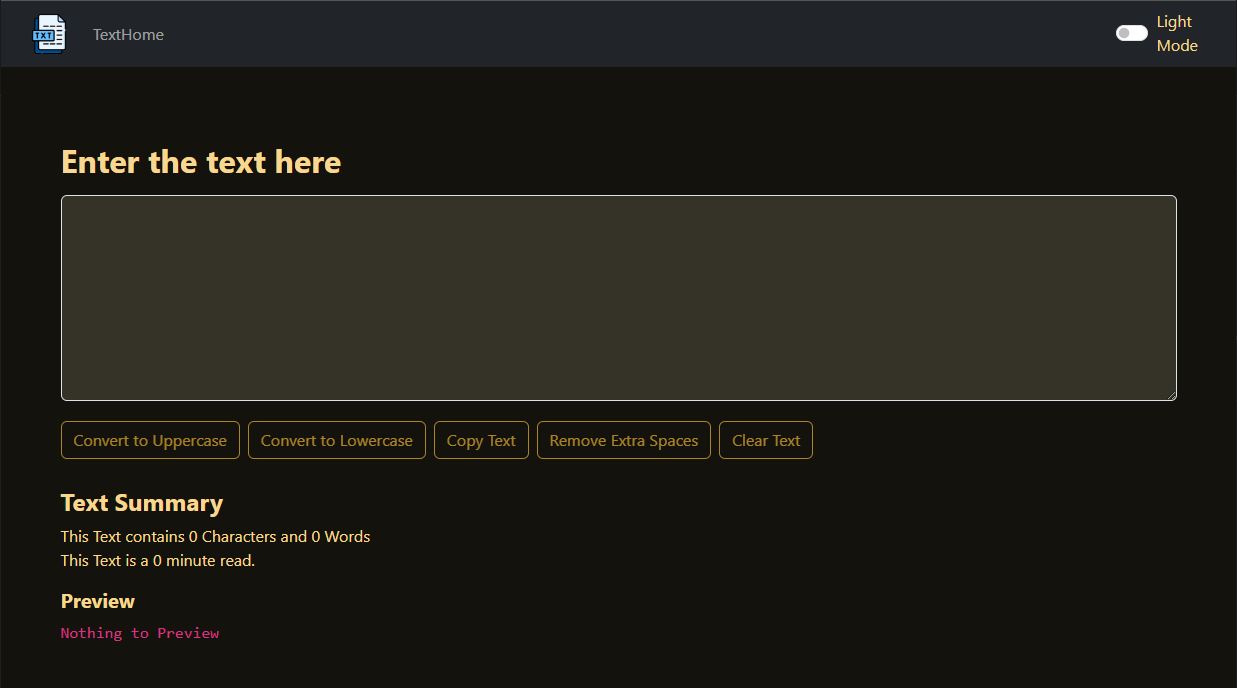 TXT
TextHome
Light
Mode
Enter the text here
Convert to Uppercase Convert to Lowercase Copy Text Remove Extra Spaces Clear Text
Text Summary
This Text contains 0 Characters and 0 Words
This Text is a 0 minute read.
Preview
Nothing to Preview